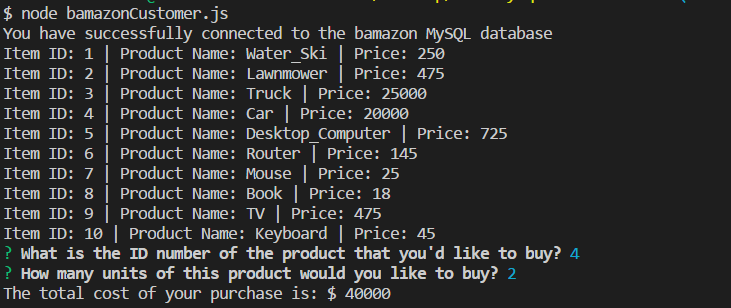 $ node bamazonCustomer.js
You have successfully connected to the bamazon MySQL database
Item ID: 1 | Product Name: Water_Ski | Price: 250
Item ID: 2 | Product Name: Lawnmower | Price: 475
Item ID: 3 | Product Name: Truck | Price: 25000
Item ID: 4 | Product Name: Car | Price: 20000
Item ID: 5 | Product Name: Desktop_Computer | Price: 725
Item ID: 6 | Product Name: Router | Price: 145
Item ID: 7 | Product Name: Mouse | Price: 25
Item ID: 8 | Product Name: Book | Price: 18
Item ID: 9 | Product Name: TV | Price: 475
Item ID: 10 | Product Name: Keyboard | Price: 45
? What is the ID number of the product that you'd like to buy? 4
? How many units of this product would you like to buy? 2
The total cost of your purchase is: $ 40000